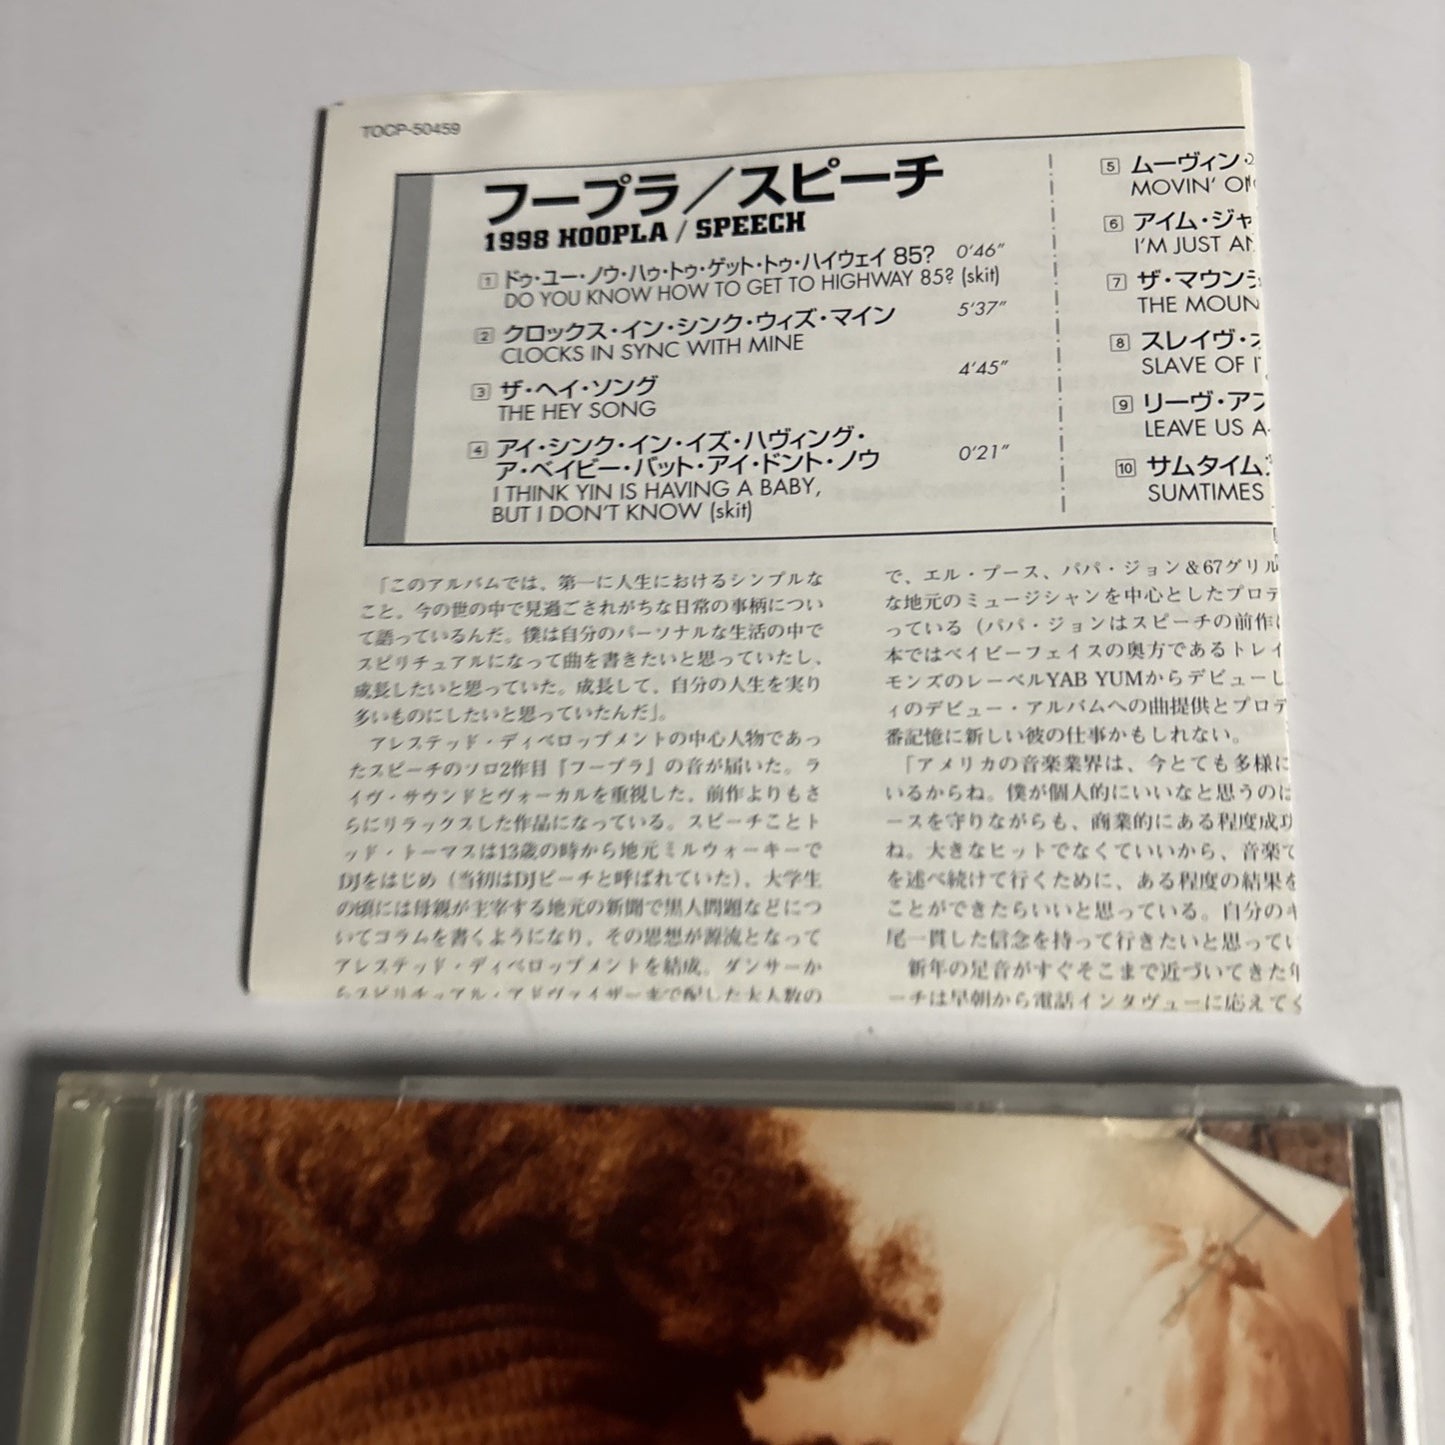 TOCP-50459
フープラ／スピーチ
1998 HOOPLA / SPEECH
1 ドゥ・ユー・ノウ・ハゥ・トゥ・ゲット・トゥ・ハイウェイ 85? 0'46"
DO YOU KNOW HOW TO GET TO HIGHWAY 85? (skit)
2 クロックス・イン・シンク・ウィズ・マイン 5'37"
CLOCKS IN SYNC WITH MINE
3 ザ・ヘイ・ソング 4'45"
THE HEY SONG
4 アイ・シンク・イン・イズ・ハヴィング・
ア・ベイビー・バット・アイ・ドント・ノウ 0'21"
I THINK YIN IS HAVING A BABY,
BUT I DON'T KNOW (skit)
5 ムーヴィン・
MOVIN' ON
6 アイム・ジャ
I'M JUST AN
7 ザ・マウンシ
THE MOUN
8 スレイヴ・オ
SLAVE OF IT
9 リーヴ・アス
LEAVE US A
10 サムタイム
SUMTIMES
「このアルバムでは、第一に人生におけるシンプルな
こと、今の世の中で見過ごされがちな日常の事柄につい
て語っているんだ。僕は自分のパーソナルな生活の中で
スピリチュアルになって曲を書きたいと思っていたし、
成長したいと思っていた。成長して、自分の人生を実り
多いものにしたいと思っていたんだ」。
アレステッド・ディベロップメントの中心人物であっ
たスピーチのソロ2作目『フープラ』の音が届いた。ラ
イヴ・サウンドとヴォーカルを重視した、前作よりもさ
らにリラックスした作品になっている。スピーチことト
ッド・トーマスは13歳の時から地元ミルウォーキーで
DJをはじめ（当初はDJピーチと呼ばれていた）、大学生
の頃には母親が主宰する地元の新聞で黒人問題などにつ
いてコラムを書くようになり、その思想が源流となって
アレステッド・ディベロップメントを結成。ダンサーか
らスピリチュアル・アドヴァイザーまで配した大人数の
で、エル・プース、パパ・ジョン＆67グリル
な地元のミュージシャンを中心としたプロデ
っている（パパ・ジョンはスピーチの前作に
本ではベイビーフェイスの奥方であるトレイ
モンズのレーベルYAB YUMからデビューし
ィのデビュー・アルバムへの曲提供とプロデ
番記憶に新しい彼の仕事かもしれない。
「アメリカの音楽業界は、今とても多様に
いるからね。僕が個人的にいいなと思うのは
ースを守りながらも、商業的にある程度成功
ね。大きなヒットでなくていいから、音楽で
を述べ続けて行くために、ある程度の結果を
ことができたらいいと思っている。自分のキ
尾一貫した信念を持って行きたいと思ってい
新年の足音がすぐそこまで近づいてきた年
ーチは早朝から電話インタヴューに応えてく